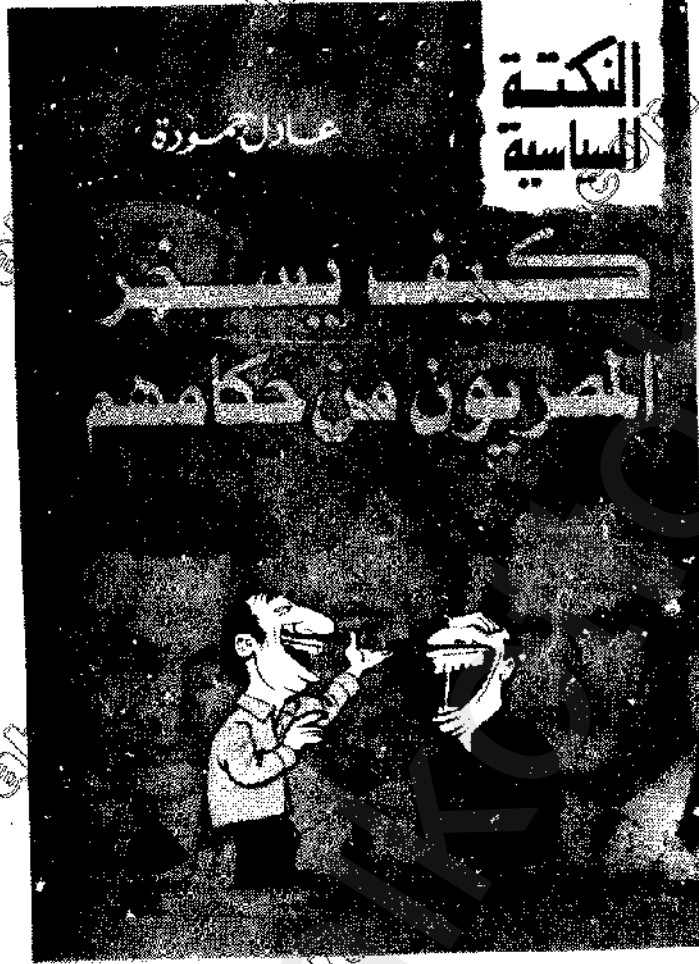 النكتة
السياسية
عادل حمودة
كيف يسخر
المصريون من حكامهم